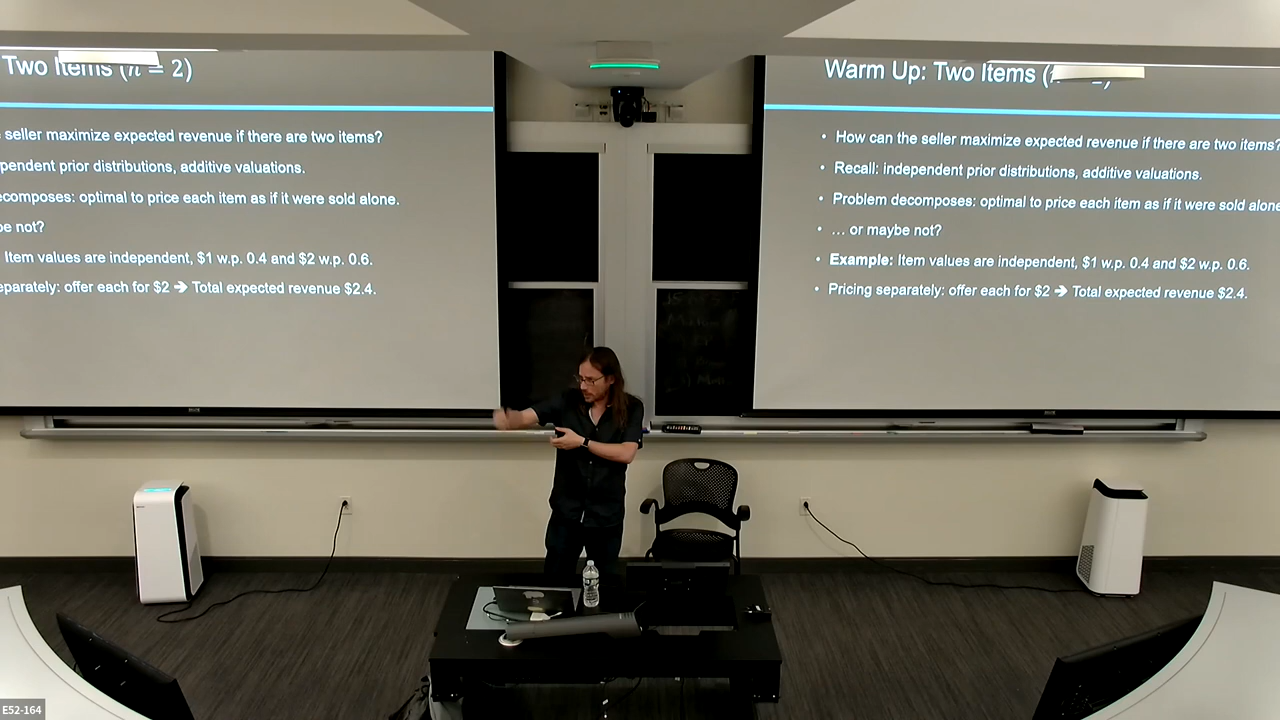 Two Items (n = 2)
seller maximize expected revenue if there are two items?
pendent prior distributions, additive valuations.
ecomposes: optimal to price each item as if it were sold alone.
be not?
Item values are independent, $1 w.p. 0.4 and $2 w.p. 0.6.
eparately: offer each for $2 ➔ Total expected revenue $2.4.
Warm Up: Two Items (
• How can the seller maximize expected revenue if there are two items?
• Recall: independent prior distributions, additive valuations.
• Problem decomposes: optimal to price each item as if it were sold alone
• … or maybe not?
• Example: Item values are independent, $1 w.p. 0.4 and $2 w.p. 0.6.
• Pricing separately: offer each for $2 ➔ Total expected revenue $2.4.
E52-164